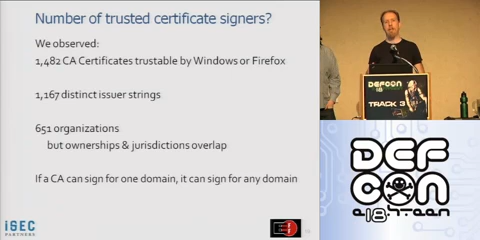 Number of trusted certificate signers?
We observed:
1,482 CA Certificates trustable by Windows or Firefox
1,167 distinct issuer strings
651 organizations
but ownerships & jurisdictions overlap
If a CA can sign for one domain, it can sign for any domain
iSEC
PARTNERS
DEFCON
18
TRACK 3
DEF
CON
e18hteen